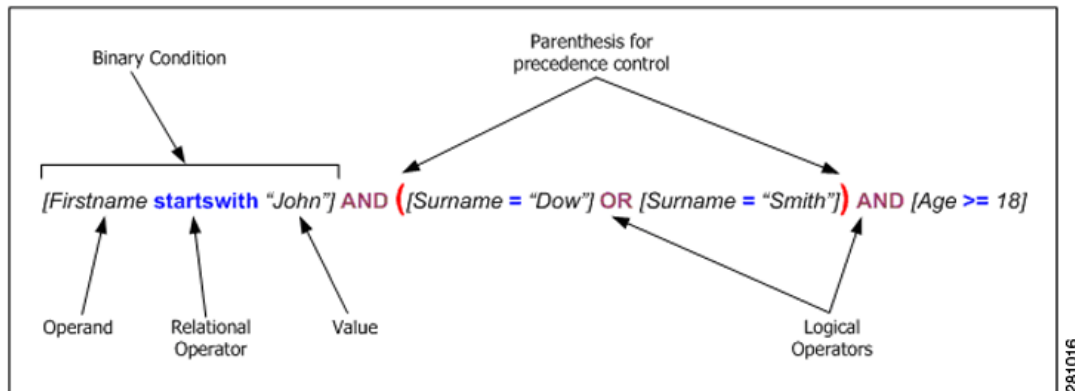 Binary Condition
Parenthesis for
precedence control
[Firstname startswith “John”] AND ([Surname = “Dow”] OR [Surname = “Smith”]) AND [Age >= 18]
Operand
Relational
Operator
Value
Logical
Operators
281016